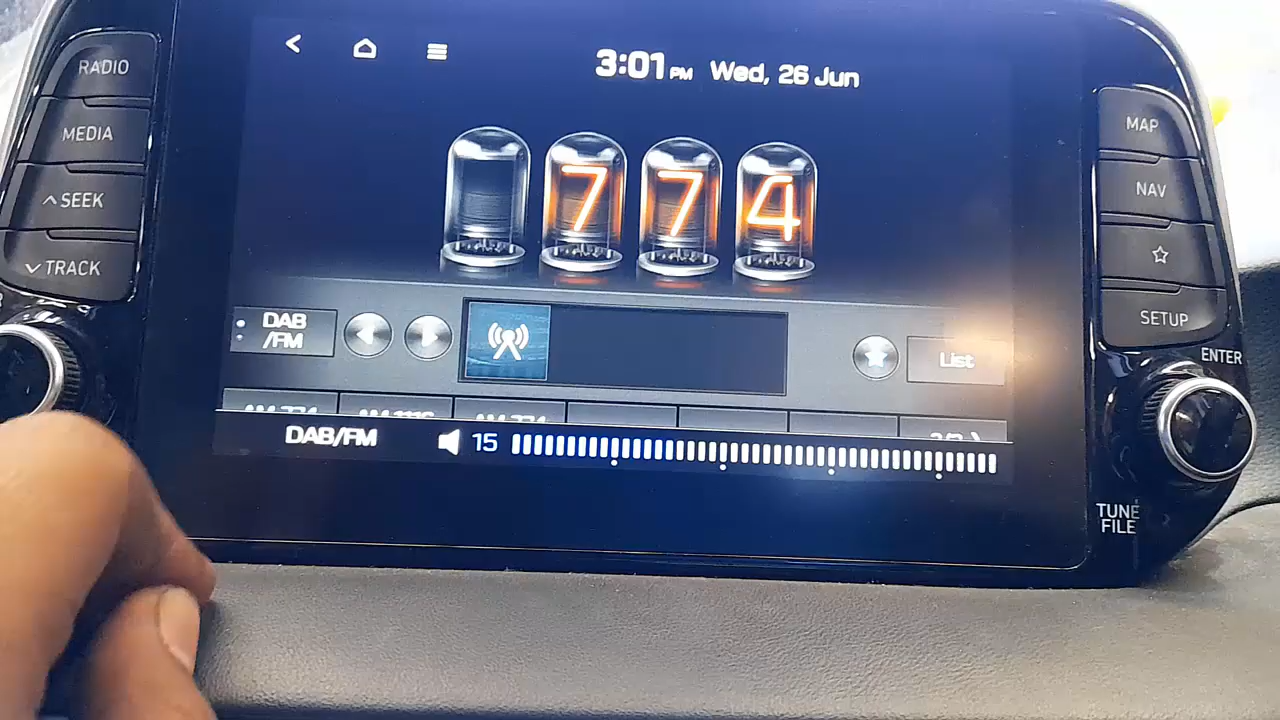 RADIO
MEDIA
SEEK
TRACK
3:01 PM Wed, 26 Jun
774
DAB
/FM
List
DAB/FM
15
MAP
NAV
SETUP
ENTER
TUNE
FILE